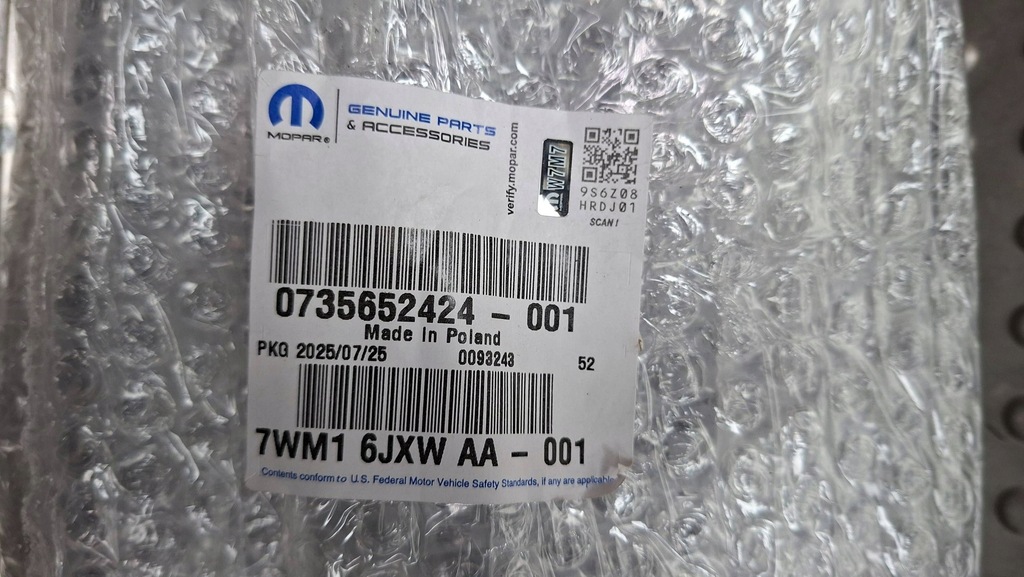 MOPAR®
GENUINE PARTS
& ACCESSORIES
verify.mopar.com
W7M7
9S6Z08
HRDJ01
SCAN!
0735652424 - 001
Made In Poland
PKG 2025/07/25 0093243 52
7WM1 6JXW AA - 001
Contents conform to U.S. Federal Motor Vehicle Safety Standards, if any are applicable